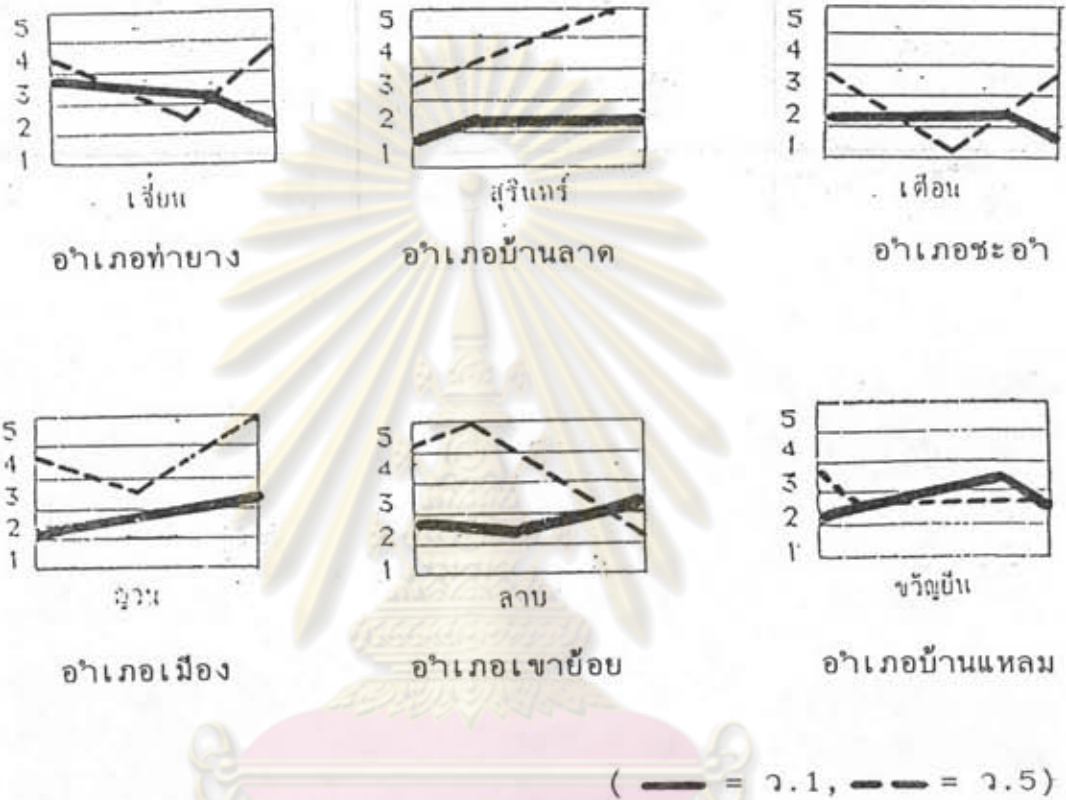 5
4
3
2
1
เจี๊ยน
อำเภอท่ายาง
5
4
3
2
1
สุรินทร์
อำเภอบ้านลาด
5
4
3
2
1
เดือน
อำเภอชะอำ
5
4
3
2
1
ญวน
อำเภอเมือง
5
4
3
2
1
ลาบ
อำเภอเขาย้อย
5
4
3
2
1
ขวัญยืน
อำเภอบ้านแหลม
( = ว.1, = ว.5)